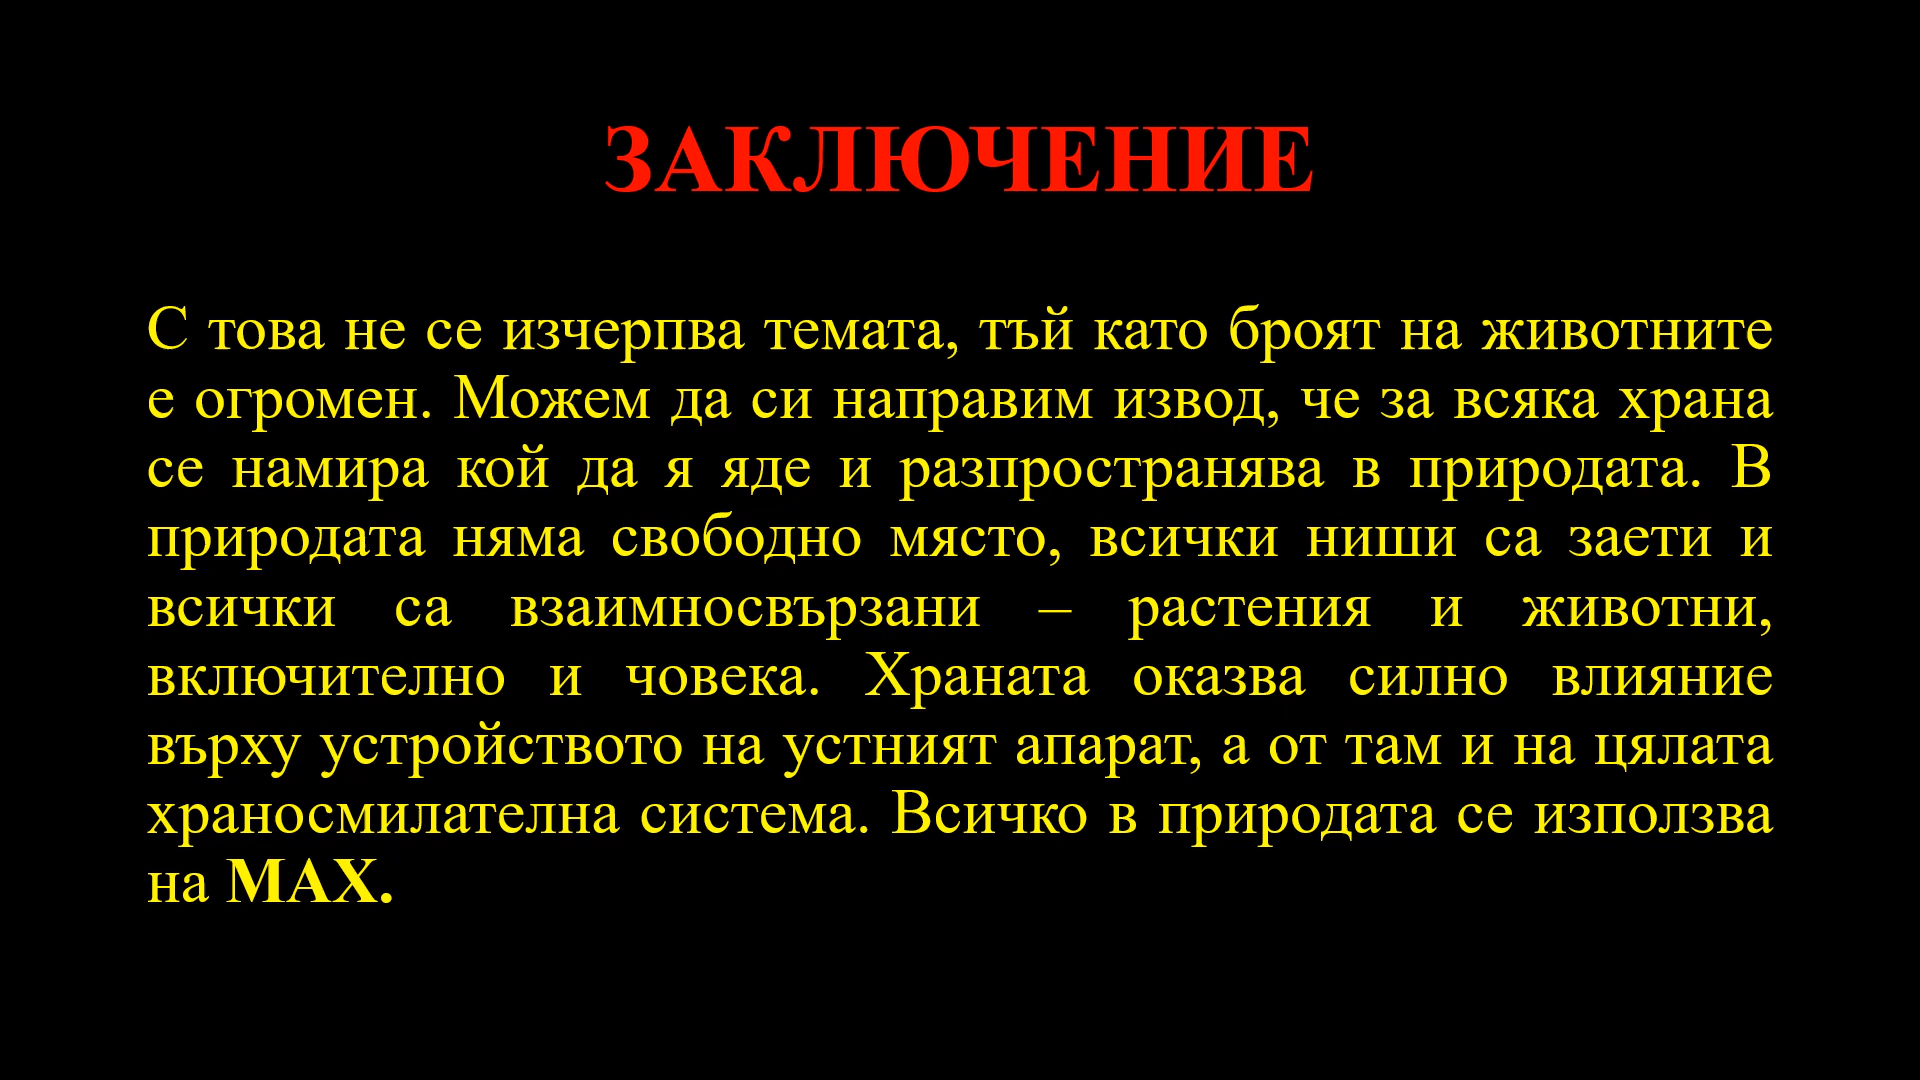 ЗАКЛЮЧЕНИЕ
С това не се изчерпва темата, тъй като броят на животните
е огромен. Можем да си направим извод, че за всяка храна
се намира кой да я яде и разпространява в природата. В
природата няма свободно място, всички ниши са заети и
всички са взаимносвързани – растения и животни,
включително и човека. Храната оказва силно влияние
върху устройството на устният апарат, а от там и на цялата
храносмилателна система. Всичко в природата се използва
на MAX.